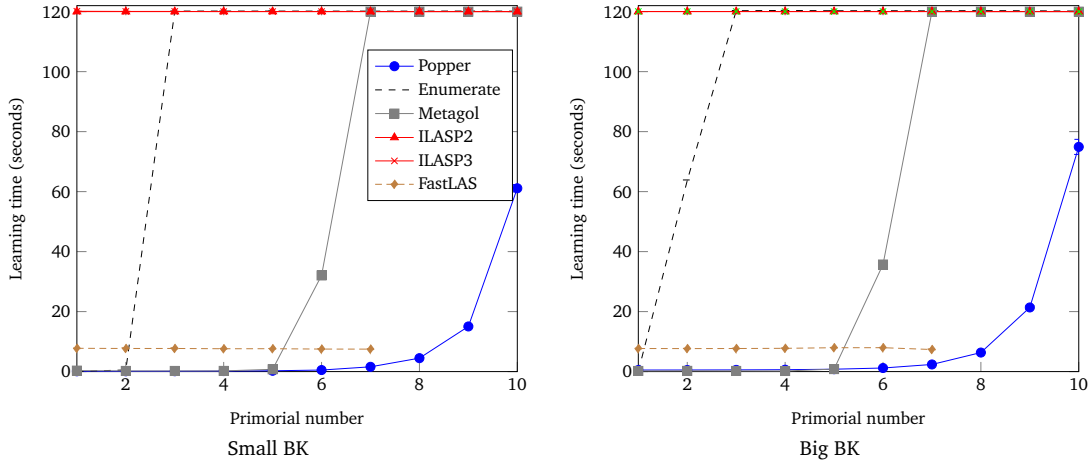 120
100
80
60
40
20
0
2
4
6
8
10
Learning time (seconds)
Primorial number
Popper
Enumerate
Metagol
ILASP2
ILASP3
FastLAS
Small BK
120
100
80
60
40
20
0
2
4
6
8
10
Learning time (seconds)
Primorial number
Big BK